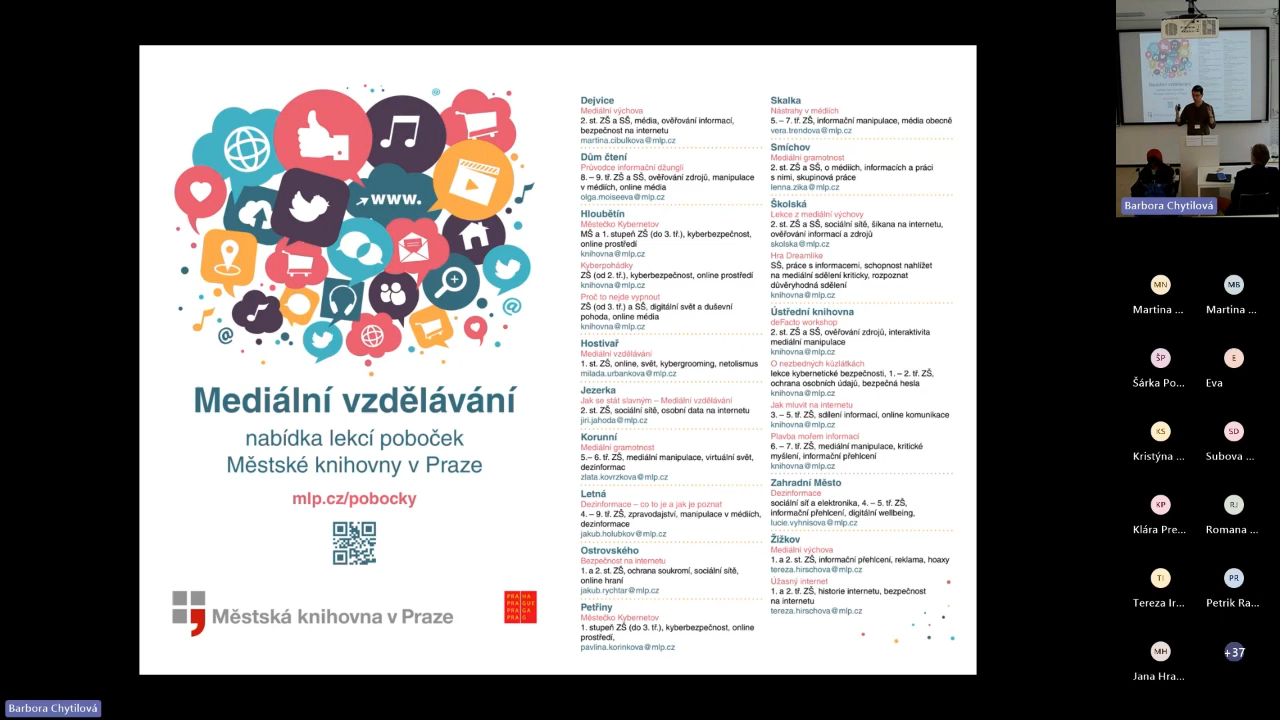 www.
@
@
@
Mediální vzdělávání
nabídka lekcí poboček
Městské knihovny v Praze
mlp.cz/pobocky
Městská knihovna v Praze
PRA HA
PRA GUE
PRA GA
PRA G
Dejvice
Mediální výchova
2. st. ZŠ a SŠ, média, ověřování informací,
bezpečnost na internetu
martina.cibulkova@mlp.cz
Dům čtení
Průvodce informační džunglí
8. – 9. tř. ZŠ a SŠ, ověřování zdrojů, manipulace
v médiích, online média
olga.moiseeva@mlp.cz
Hloubětín
Městečko Kybernetov
MŠ a 1. stupeň ZŠ (do 3. tř.), kyberbezpečnost,
online prostředí
knihovna@mlp.cz
Kyberpohádky
ZŠ (od 2. tř.), kyberbezpečnost, online prostředí
knihovna@mlp.cz
Proč to nejde vypnout
ZŠ (od 3. tř.) a SŠ, digitální svět a duševní
pohoda, online média
knihovna@mlp.cz
Hostivař
Mediální vzdělávání
1. st. ZŠ, online, svět, kybergrooming, netolismus
milada.urbankova@mlp.cz
Jezerka
Jak se stát slavným – Mediální vzdělávání
2. st. ZŠ, sociální sítě, osobní data na internetu
jiri.jahoda@mlp.cz
Korunní
Mediální gramotnost
5.– 6. tř. ZŠ, mediální manipulace, virtuální svět,
dezinformac
zlata.kovrzkova@mlp.cz
Letná
Dezinformace – co to je a jak je poznat
4. – 9. tř. ZŠ, zpravodajství, manipulace v médiích,
dezinformace
jakub.holubkov@mlp.cz
Ostrovského
Bezpečnost na internetu
1. a 2. st. ZŠ, ochrana soukromí, sociální sítě,
online hraní
jakub.rychtar@mlp.cz
Petřiny
Městečko Kybernetov
1. stupeň ZŠ (do 3. tř.), kyberbezpečnost, online
prostředí,
pavlina.korinkova@mlp.cz
Skalka
Nástrahy v médiích
5. – 7. tř. ZŠ, informační manipulace, média obecně
vera.trendova@mlp.cz
Smíchov
Mediální gramotnost
2. st. ZŠ a SŠ, o médiích, informacích a práci
s nimi, skupinová práce
lenna.zika@mlp.cz
Školská
Lekce z mediální výchovy
2. st. ZŠ a SŠ, sociální sítě, šikana na internetu,
ověřování informací a zdrojů
skolska@mlp.cz
Hra Dreamlike
SŠ, práce s informacemi, schopnost nahlížet
na mediální sdělení kriticky, rozpoznat
důvěryhodná sdělení
knihovna@mlp.cz
Ústřední knihovna
deFacto workshop
2. st. ZŠ a SŠ, ověřování zdrojů, interaktivita
mediální manipulace
knihovna@mlp.cz
O nezbedných kůzlátkách
lekce kybernetické bezpečnosti, 1. – 2. tř. ZŠ,
ochrana osobních údajů, bezpečná hesla
knihovna@mlp.cz
Jak mluvit na internetu
3. – 5. tř. ZŠ, sdílení informací, online komunikace
knihovna@mlp.cz
Plavba mořem informací
6. – 7. tř. ZŠ, mediální manipulace, kritické
myšlení, informační přehlcení
knihovna@mlp.cz
Zahradní Město
Dezinformace
sociální síť a elektronika, 4. – 5. tř. ZŠ,
informační přehlcení, digitální wellbeing,
lucie.vyhnisova@mlp.cz
Žižkov
Mediální výchova
1. a 2. st. ZŠ, informační přehlcení, reklama, hoaxy
tereza.hirschova@mlp.cz
Úžasný internet
1. a 2. tř. ZŠ, historie internetu, bezpečnost
na internetu
tereza.hirschova@mlp.cz
Barbora Chytilová
MN
Martina ...
MB
Martina ...
ŠP
Šárka Po...
E
Eva
KS
Kristýna ...
SD
Subova ...
KP
Klára Pre...
RJ
Romana ...
TI
Tereza Ir...
PR
Petrik Ra...
MH
Jana Hra...
+37
Barbora Chytilová